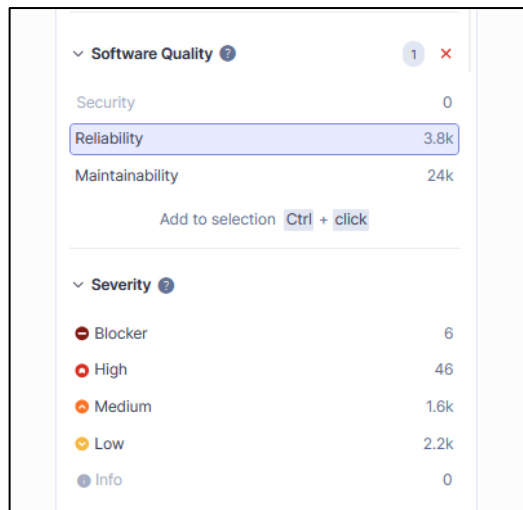 Software Quality ? 1 ×
Security 0
Reliability 3.8k
Maintainability 24k
Add to selection Ctrl + click
Severity ?
Blocker 6
High 46
Medium 1.6k
Low 2.2k
Info 0